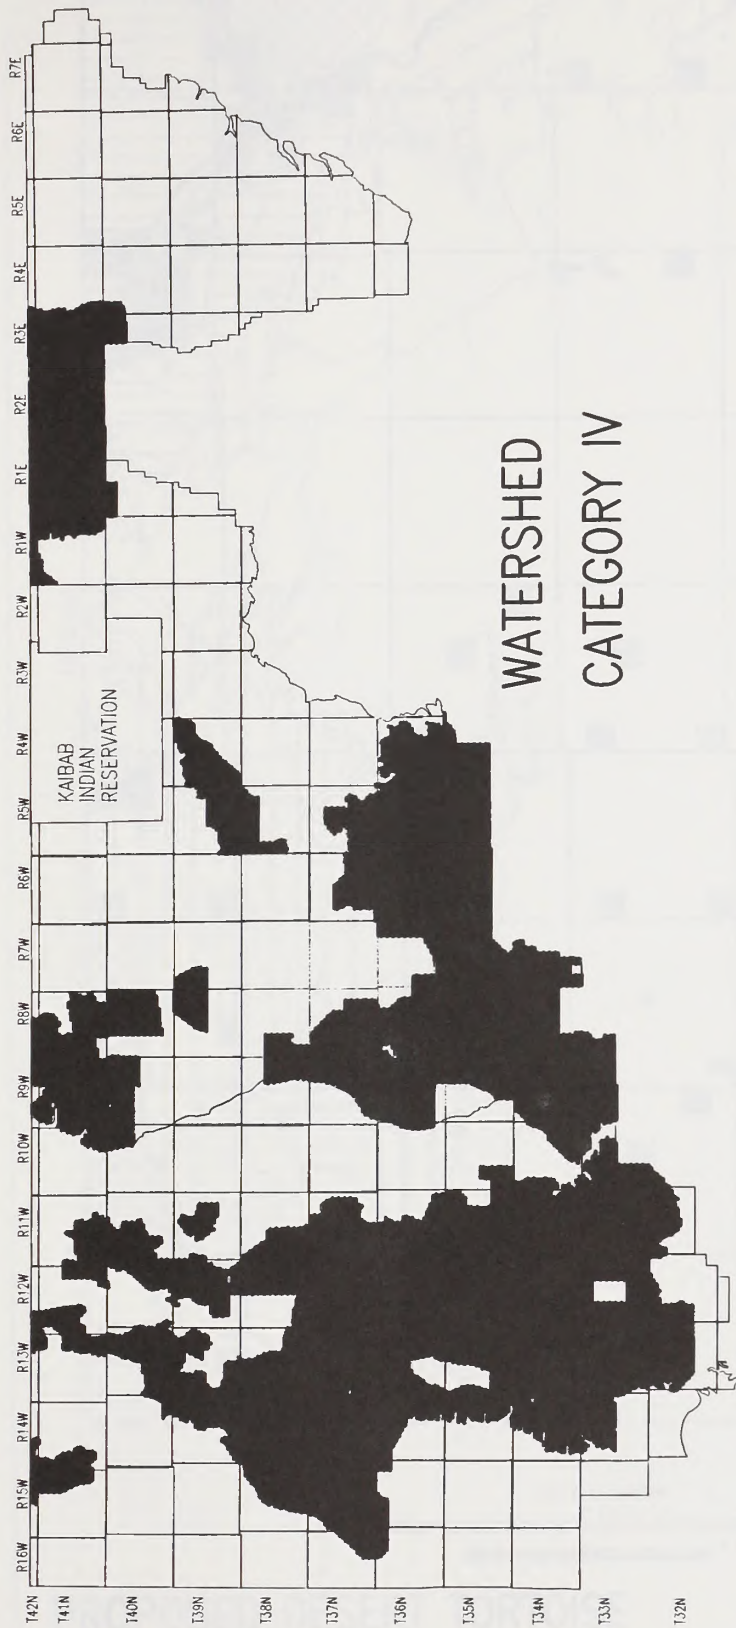 R16W R15W R14W R13W R12W R11W R10W R9W R8W R7W R6W R5W R4W R3W R2W R1W R1E R2E R3E R4E R5E R6E R7E
T42N
T41N
T40N
T39N
T38N
T37N
T36N
T35N
T34N
T33N
T32N
KAIBAB
INDIAN
RESERVATION
WATERSHED
CATEGORY IV